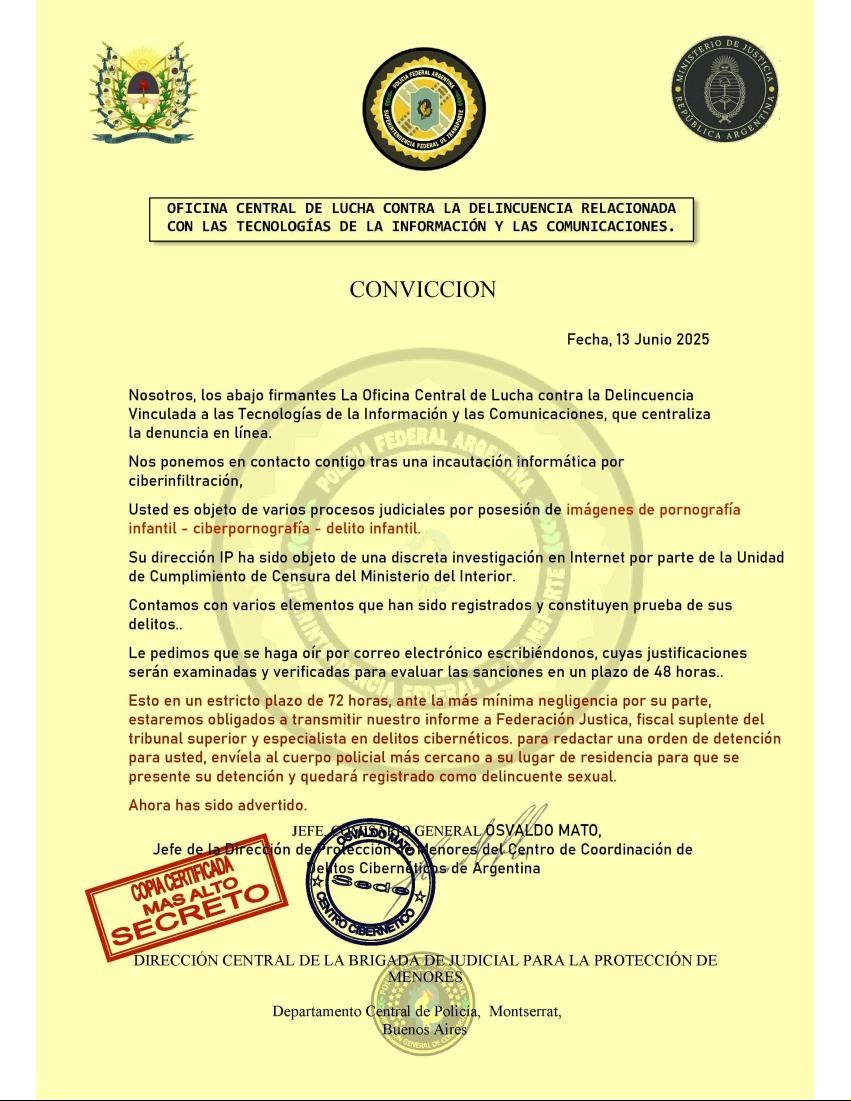 POLICIA FEDERAL ARGENTINA
SUPERINTENDENCIA FEDERAL DE TRANSPORTE
MINISTERIO DE JUSTICIA
REPÚBLICA ARGENTINA
OFICINA CENTRAL DE LUCHA CONTRA LA DELINCUENCIA RELACIONADA
CON LAS TECNOLOGÍAS DE LA INFORMACIÓN Y LAS COMUNICACIONES.
CONVICCION
Fecha, 13 Junio 2025
Nosotros, los abajo firmantes La Oficina Central de Lucha contra la Delincuencia
Vinculada a las Tecnologías de la Información y las Comunicaciones, que centraliza
la denuncia en línea.
Nos ponemos en contacto contigo tras una incautación informática por
ciberinfiltración,
Usted es objeto de varios procesos judiciales por posesión de imágenes de pornografía
infantil - ciberpornografía - delito infantil.
Su dirección IP ha sido objeto de una discreta investigación en Internet por parte de la Unidad
de Cumplimiento de Censura del Ministerio del Interior.
Contamos con varios elementos que han sido registrados y constituyen prueba de sus
delitos..
Le pedimos que se haga oír por correo electrónico escribiéndonos, cuyas justificaciones
serán examinadas y verificadas para evaluar las sanciones en un plazo de 48 horas..
Esto en un estricto plazo de 72 horas, ante la más mínima negligencia por su parte,
estaremos obligados a transmitir nuestro informe a Federación Justica, fiscal suplente del
tribunal superior y especialista en delitos cibernéticos. para redactar una orden de detención
para usted, envíela al cuerpo policial más cercano a su lugar de residencia para que se
presente su detención y quedará registrado como delincuente sexual.
Ahora has sido advertido.
POLICIA FEDERAL ARGENTINA
SUPERINTENDENCIA FEDERAL DE TRANSPORTE
JEFE, COMISARIO GENERAL OSVALDO MATO,
Jefe de la Dirección de Protección de Menores del Centro de Coordinación de
Delitos Cibernéticos de Argentina
OSVALDO MATO
Sede
CENTRO CIBERNETICO
COPIA CERTIFICADA
MAS ALTO
SECRETO
DIRECCIÓN CENTRAL DE LA BRIGADA DE JUDICIAL PARA LA PROTECCIÓN DE
MENORES
Departamento Central de Policía, Montserrat,
Buenos Aires